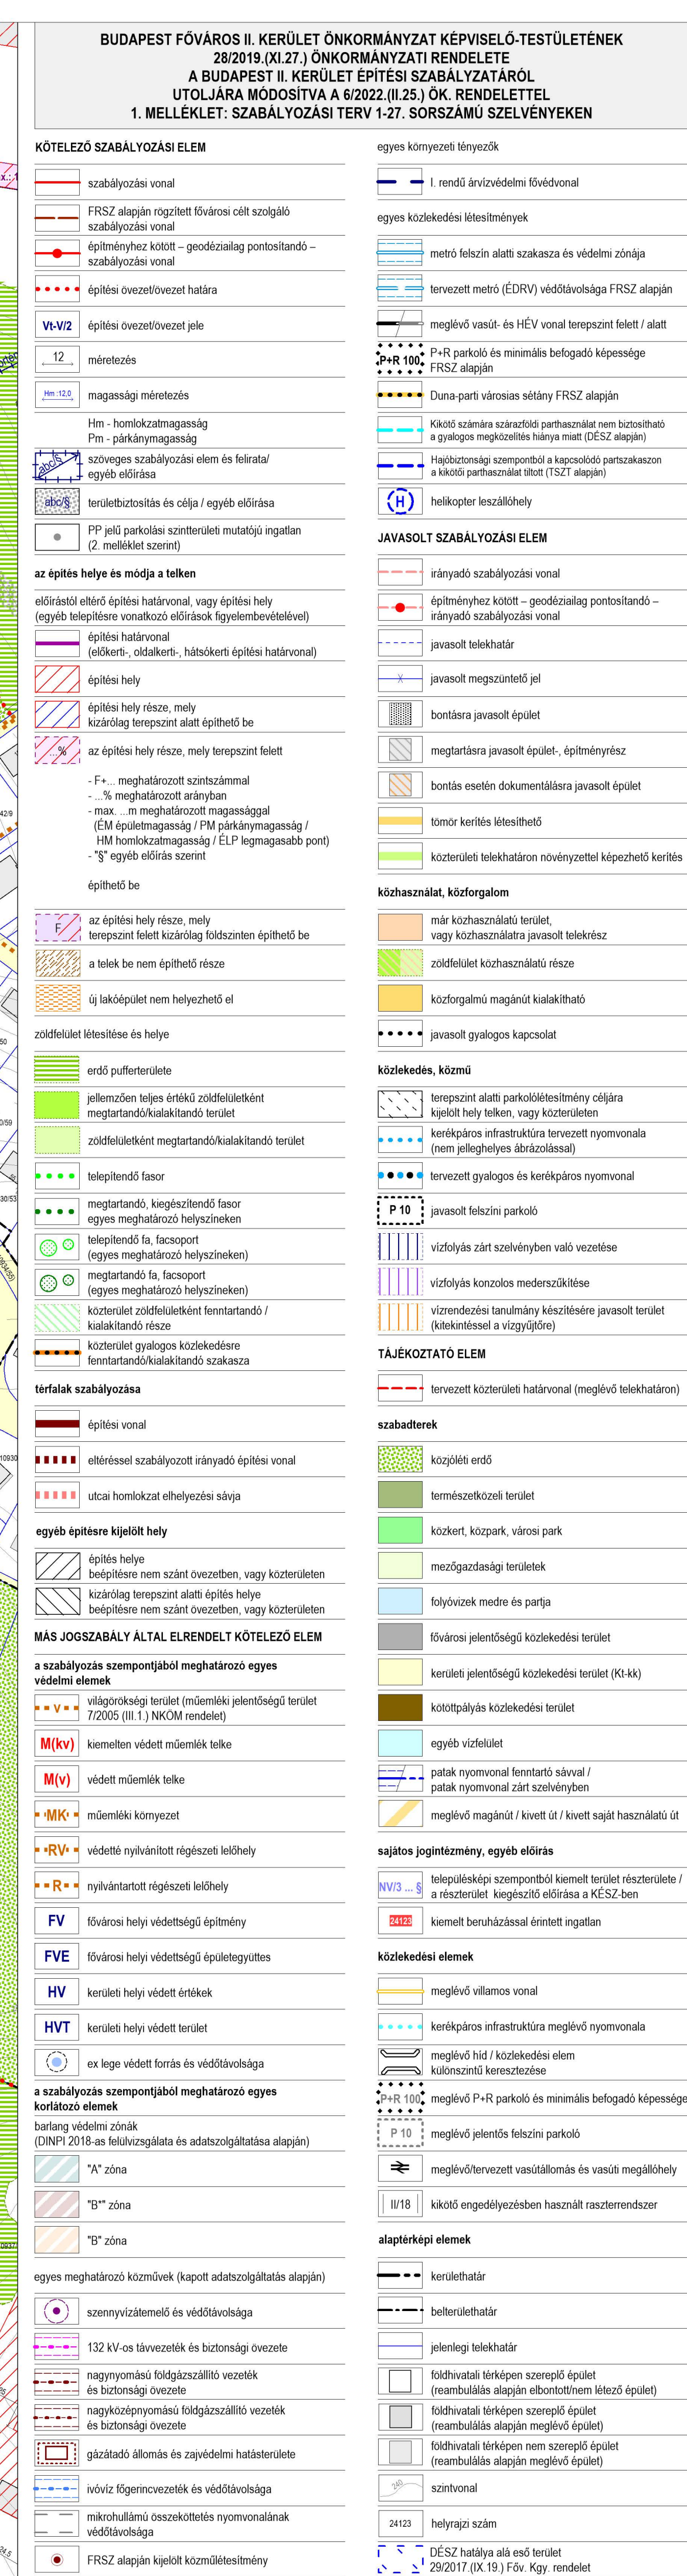 BUDAPEST FŐVÁROS II. KERÜLET ÖNKORMÁNYZAT KÉPVISELŐ-TESTÜLETÉNEK
28/2019.(XI.27.) ÖNKORMÁNYZATI RENDELETE
A BUDAPEST II. KERÜLET ÉPÍTÉSI SZABÁLYZATÁRÓL
UTOLJÁRA MÓDOSÍTVA A 6/2022.(II.25.) ÖK. RENDELETTEL
1. MELLÉKLET: SZABÁLYOZÁSI TERV 1-27. SORSZÁMÚ SZELVÉNYEKEN
KÖTELEZŐ SZABÁLYOZÁSI ELEM
szabályozási vonal
FRSZ alapján rögzített fővárosi célt szolgáló
szabályozási vonal
építményhez kötött – geodéziailag pontosítandó –
szabályozási vonal
építési övezet/övezet határa
Vt-V/2 építési övezet/övezet jele
12 méretezés
Hm :12,0 magassági méretezés
Hm - homlokzatmagasság
Pm - párkánymagasság
abc/§ szöveges szabályozási elem és felirata/
egyéb előírása
abc/§ területbiztosítás és célja / egyéb előírása
PP jelű parkolási szintterületi mutatójú ingatlan
(2. melléklet szerint)
az építés helye és módja a telken
előírástól eltérő építési határvonal, vagy építési hely
(egyéb telepítésre vonatkozó előírások figyelembevételével)
építési határvonal
(előkerti-, oldalkerti-, hátsókerti építési határvonal)
építési hely
építési hely része, mely
kizárólag terepszint alatt építhető be
...% az építési hely része, mely terepszint felett
- F+... meghatározott szintszámmal
- ...% meghatározott arányban
- max. ...m meghatározott magassággal
(ÉM épületmagasság / PM párkánymagasság /
HM homlokzatmagasság / ÉLP legmagasabb pont)
- "§" egyéb előírás szerint
építhető be
F az építési hely része, mely
terepszint felett kizárólag földszinten építhető be
a telek be nem építhető része
új lakóépület nem helyezhető el
zöldfelület létesítése és helye
erdő pufferterülete
jellemzően teljes értékű zöldfelületként
megtartandó/kialakítandó terület
zöldfelületként megtartandó/kialakítandó terület
telepítendő fasor
megtartandó, kiegészítendő fasor
egyes meghatározó helyszíneken
telepítendő fa, facsoport
(egyes meghatározó helyszíneken)
megtartandó fa, facsoport
(egyes meghatározó helyszíneken)
közterület zöldfelületként fenntartandó /
kialakítandó része
közterület gyalogos közlekedésre
fenntartandó/kialakítandó szakasza
térfalak szabályozása
építési vonal
eltéréssel szabályozott irányadó építési vonal
utcai homlokzat elhelyezési sávja
egyéb építésre kijelölt hely
építés helye
beépítésre nem szánt övezetben, vagy közterületen
kizárólag terepszint alatti építés helye
beépítésre nem szánt övezetben, vagy közterületen
MÁS JOGSZABÁLY ÁLTAL ELRENDELT KÖTELEZŐ ELEM
a szabályozás szempontjából meghatározó egyes
védelmi elemek
V világörökségi terület (műemléki jelentőségű terület
7/2005 (III.1.) NKÖM rendelet)
M(kv) kiemelten védett műemlék telke
M(v) védett műemlék telke
MK műemléki környezet
RV védetté nyilvánított régészeti lelőhely
R nyilvántartott régészeti lelőhely
FV fővárosi helyi védettségű építmény
FVE fővárosi helyi védettségű épületegyüttes
HV kerületi helyi védett értékek
HVT kerületi helyi védett terület
ex lege védett forrás és védőtávolsága
a szabályozás szempontjából meghatározó egyes
korlátozó elemek
barlang védelmi zónák
(DINPI 2018-as felülvizsgálata és adatszolgáltatása alapján)
"A" zóna
"B*" zóna
"B" zóna
egyes meghatározó közművek (kapott adatszolgáltatás alapján)
szennyvízátemelő és védőtávolsága
132 kV-os távvezeték és biztonsági övezete
nagynyomású földgázszállító vezeték
és biztonsági övezete
nagyközépnyomású földgázszállító vezeték
és biztonsági övezete
gázátadó állomás és zajvédelmi hatásterülete
ivóvíz főgerincvezeték és védőtávolsága
mikrohullámú összeköttetés nyomvonalának
védőtávolsága
FRSZ alapján kijelölt közműlétesítmény
egyes környezeti tényezők
I. rendű árvízvédelmi fővédvonal
egyes közlekedési létesítmények
metró felszín alatti szakasza és védelmi zónája
tervezett metró (ÉDRV) védőtávolsága FRSZ alapján
meglévő vasút- és HÉV vonal terepszint felett / alatt
P+R 100 P+R parkoló és minimális befogadó képessége
FRSZ alapján
Duna-parti városias sétány FRSZ alapján
Kikötő számára szárazföldi parthasználat nem biztosítható
a gyalogos megközelítés hiánya miatt (DÉSZ alapján)
Hajóbiztonsági szempontból a kapcsolódó partszakaszon
a kikötői parthasználat tiltott (TSZT alapján)
H helikopter leszállóhely
JAVASOLT SZABÁLYOZÁSI ELEM
irányadó szabályozási vonal
építményhez kötött – geodéziailag pontosítandó –
irányadó szabályozási vonal
javasolt telekhatár
javasolt megszüntető jel
bontásra javasolt épület
megtartásra javasolt épület-, építményrész
bontás esetén dokumentálásra javasolt épület
tömör kerítés létesíthető
közterületi telekhatáron növényzettel képezhető kerítés
közhasználat, közforgalom
már közhasználatú terület,
vagy közhasználatra javasolt telekrész
zöldfelület közhasználatú része
közforgalmú magánút kialakítható
javasolt gyalogos kapcsolat
közlekedés, közmű
terepszint alatti parkolólétesítmény céljára
kijelölt hely telken, vagy közterületen
kerékpáros infrastruktúra tervezett nyomvonala
(nem jelleghelyes ábrázolással)
tervezett gyalogos és kerékpáros nyomvonal
P 10 javasolt felszíni parkoló
vízfolyás zárt szelvényben való vezetése
vízfolyás konzolos mederszűkítése
vízrendezési tanulmány készítésére javasolt terület
(kitekintéssel a vízgyűjtőre)
TÁJÉKOZTATÓ ELEM
tervezett közterületi határvonal (meglévő telekhatáron)
szabadterek
közjóléti erdő
természetközeli terület
közkert, közpark, városi park
mezőgazdasági területek
folyóvizek medre és partja
fővárosi jelentőségű közlekedési terület
kerületi jelentőségű közlekedési terület (Kt-kk)
kötöttpályás közlekedési terület
egyéb vízfelület
patak nyomvonal fenntartó sávval /
patak nyomvonal zárt szelvényben
meglévő magánút / kivett út / kivett saját használatú út
sajátos jogintézmény, egyéb előírás
NV/3 ... § településképi szempontból kiemelt terület részterülete /
a részterület kiegészítő előírása a KÉSZ-ben
24123 kiemelt beruházással érintett ingatlan
közlekedési elemek
meglévő villamos vonal
kerékpáros infrastruktúra meglévő nyomvonala
meglévő híd / közlekedési elem
különszintű keresztezése
P+R 100 meglévő P+R parkoló és minimális befogadó képessége
P 10 meglévő jelentős felszíni parkoló
meglévő/tervezett vasútállomás és vasúti megállóhely
II/18 kikötő engedélyezésben használt raszterrendszer
alaptérképi elemek
kerülethatár
belterülethatár
jelenlegi telekhatár
földhivatali térképen szereplő épület
(reambulálás alapján elbontott/nem létező épület)
földhivatali térképen szereplő épület
(reambulálás alapján meglévő épület)
földhivatali térképen nem szereplő épület
(reambulálás alapján meglévő épület)
240 szintvonal
24123 helyrajzi szám
DÉSZ hatálya alá eső terület
29/2017.(IX.19.) Főv. Kgy. rendelet